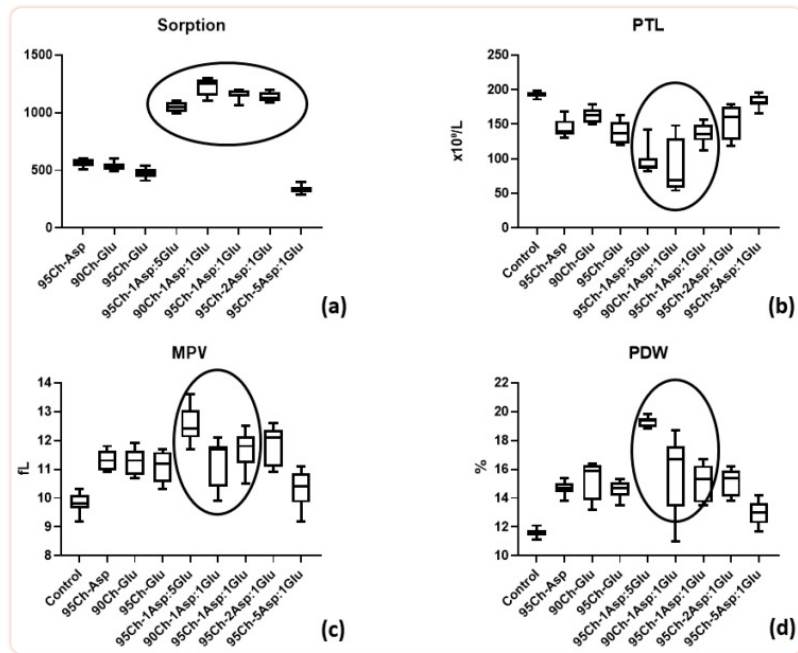 Sorption
1500
1000
500
0
95Ch-Asp
90Ch-Glu
95Ch-Glu
95Ch-1Asp:5Glu
90Ch-1Asp:1Glu
95Ch-1Asp:1Glu
95Ch-2Asp:1Glu
95Ch-5Asp:1Glu
(a)
PTL
x10⁹/L
250
200
150
100
50
0
Control
95Ch-Asp
90Ch-Glu
95Ch-Glu
95Ch-1Asp:5Glu
90Ch-1Asp:1Glu
95Ch-1Asp:1Glu
95Ch-2Asp:1Glu
95Ch-5Asp:1Glu
(b)
MPV
fL
14
13
12
11
10
9
8
Control
95Ch-Asp
90Ch-Glu
95Ch-Glu
95Ch-1Asp:5Glu
90Ch-1Asp:1Glu
95Ch-1Asp:1Glu
95Ch-2Asp:1Glu
95Ch-5Asp:1Glu
(c)
PDW
%
22
20
18
16
14
12
10
Control
95Ch-Asp
90Ch-Glu
95Ch-Glu
95Ch-1Asp:5Glu
90Ch-1Asp:1Glu
95Ch-1Asp:1Glu
95Ch-2Asp:1Glu
95Ch-5Asp:1Glu
(d)